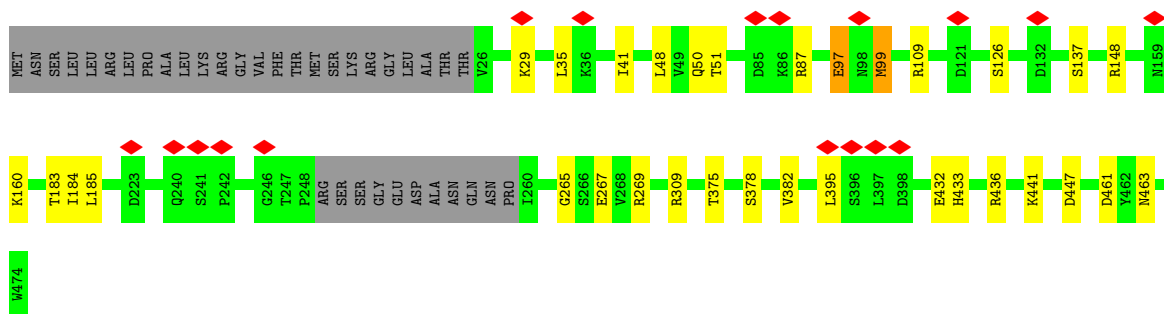 MET ASN SER LEU LEU ARG LEU PRO ALA LEU LYS ARG GLY VAL PHE THR MET SER LYS ARG GLY LEU ALA THR THR V26 K29 L35 K36 I41 L48 V49 Q50 T51 D85 K86 R87 E97 N98 M99 R109 D121 S126 D132 S137 R148 N159
K160 T183 I184 L185 D223 Q240 S241 P242 G246 T247 P248 ARG SER SER GLY GLU ASP ALA ASN GLN ASN PRO I260 G265 S266 E267 V268 R269 R309 T375 S378 V382 L395 S396 L397 D398 E432 H433 R436 K441 D447 D461 Y462 N463
W474